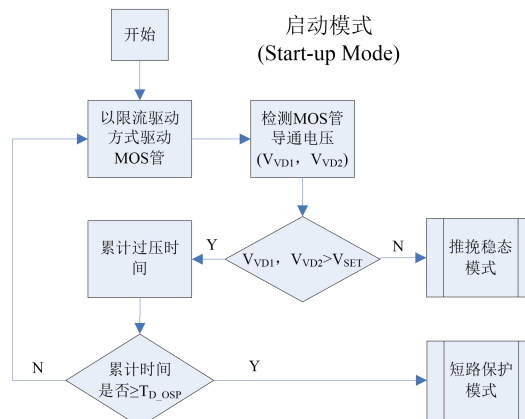 启动模式
(Start-up Mode)
开始
以限流驱动
方式驱动
MOS管
检测MOS管
导通电压
(VVD1，VVD2)
VVD1，VVD2>VSET
Y
N
累计过压时
间
推挽稳态
模式
累计时间
是否≥TD_OSP
N
Y
短路保护
模式